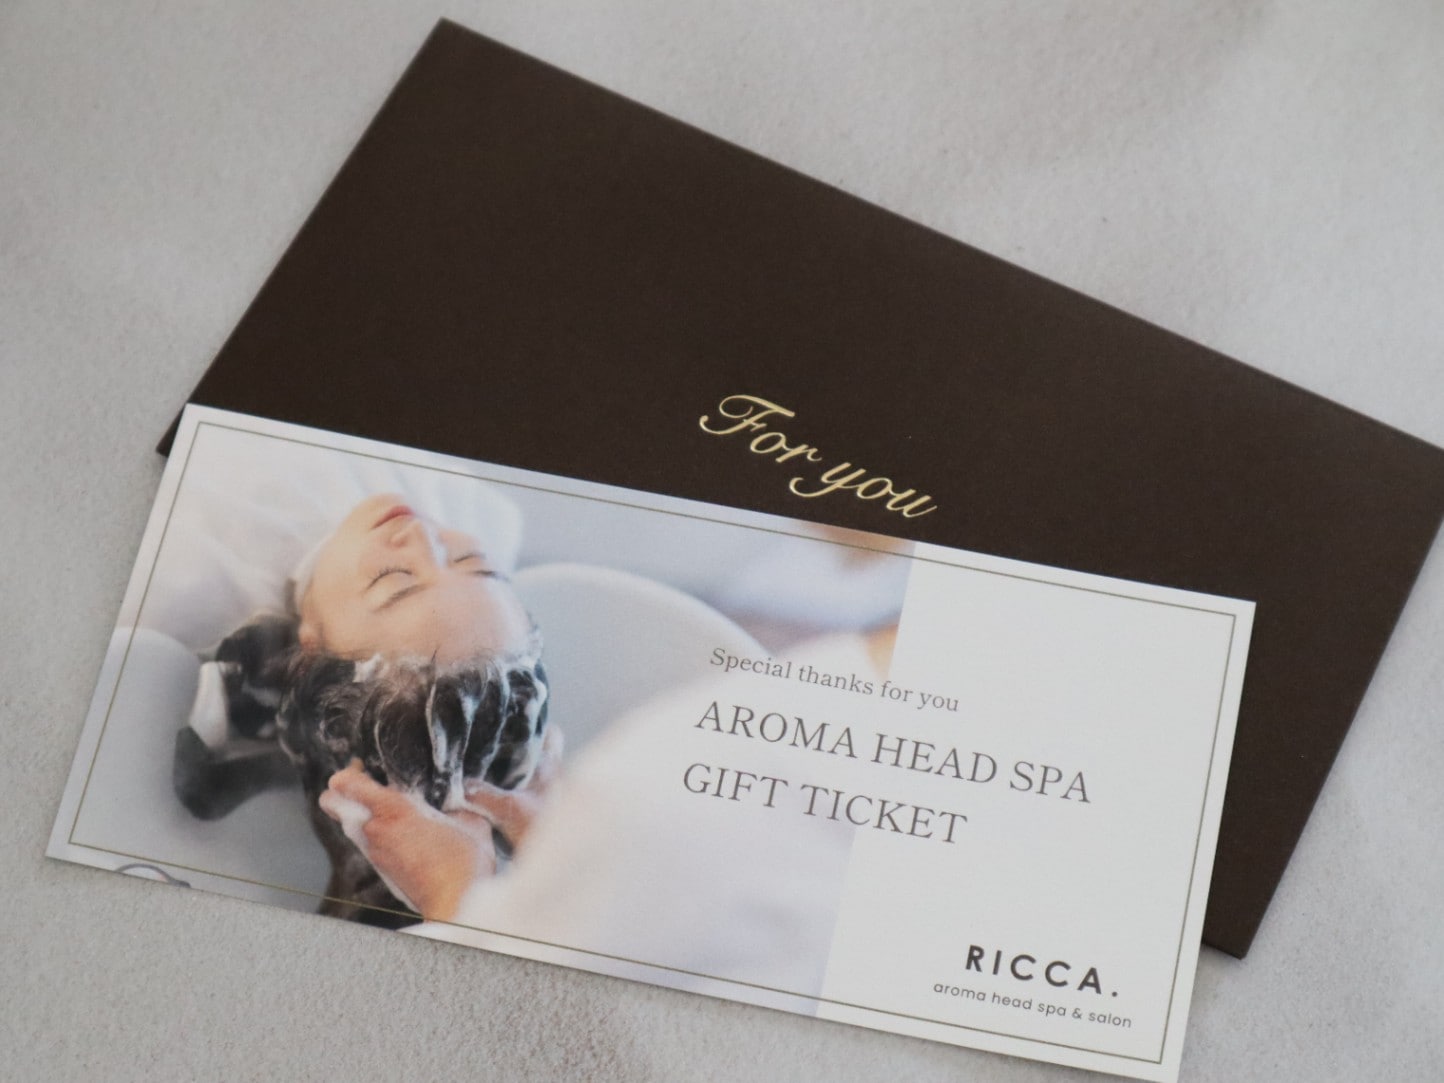 For you
Special thanks for you
AROMA HEAD SPA
GIFT TICKET
RICCA.
aroma head spa & salon